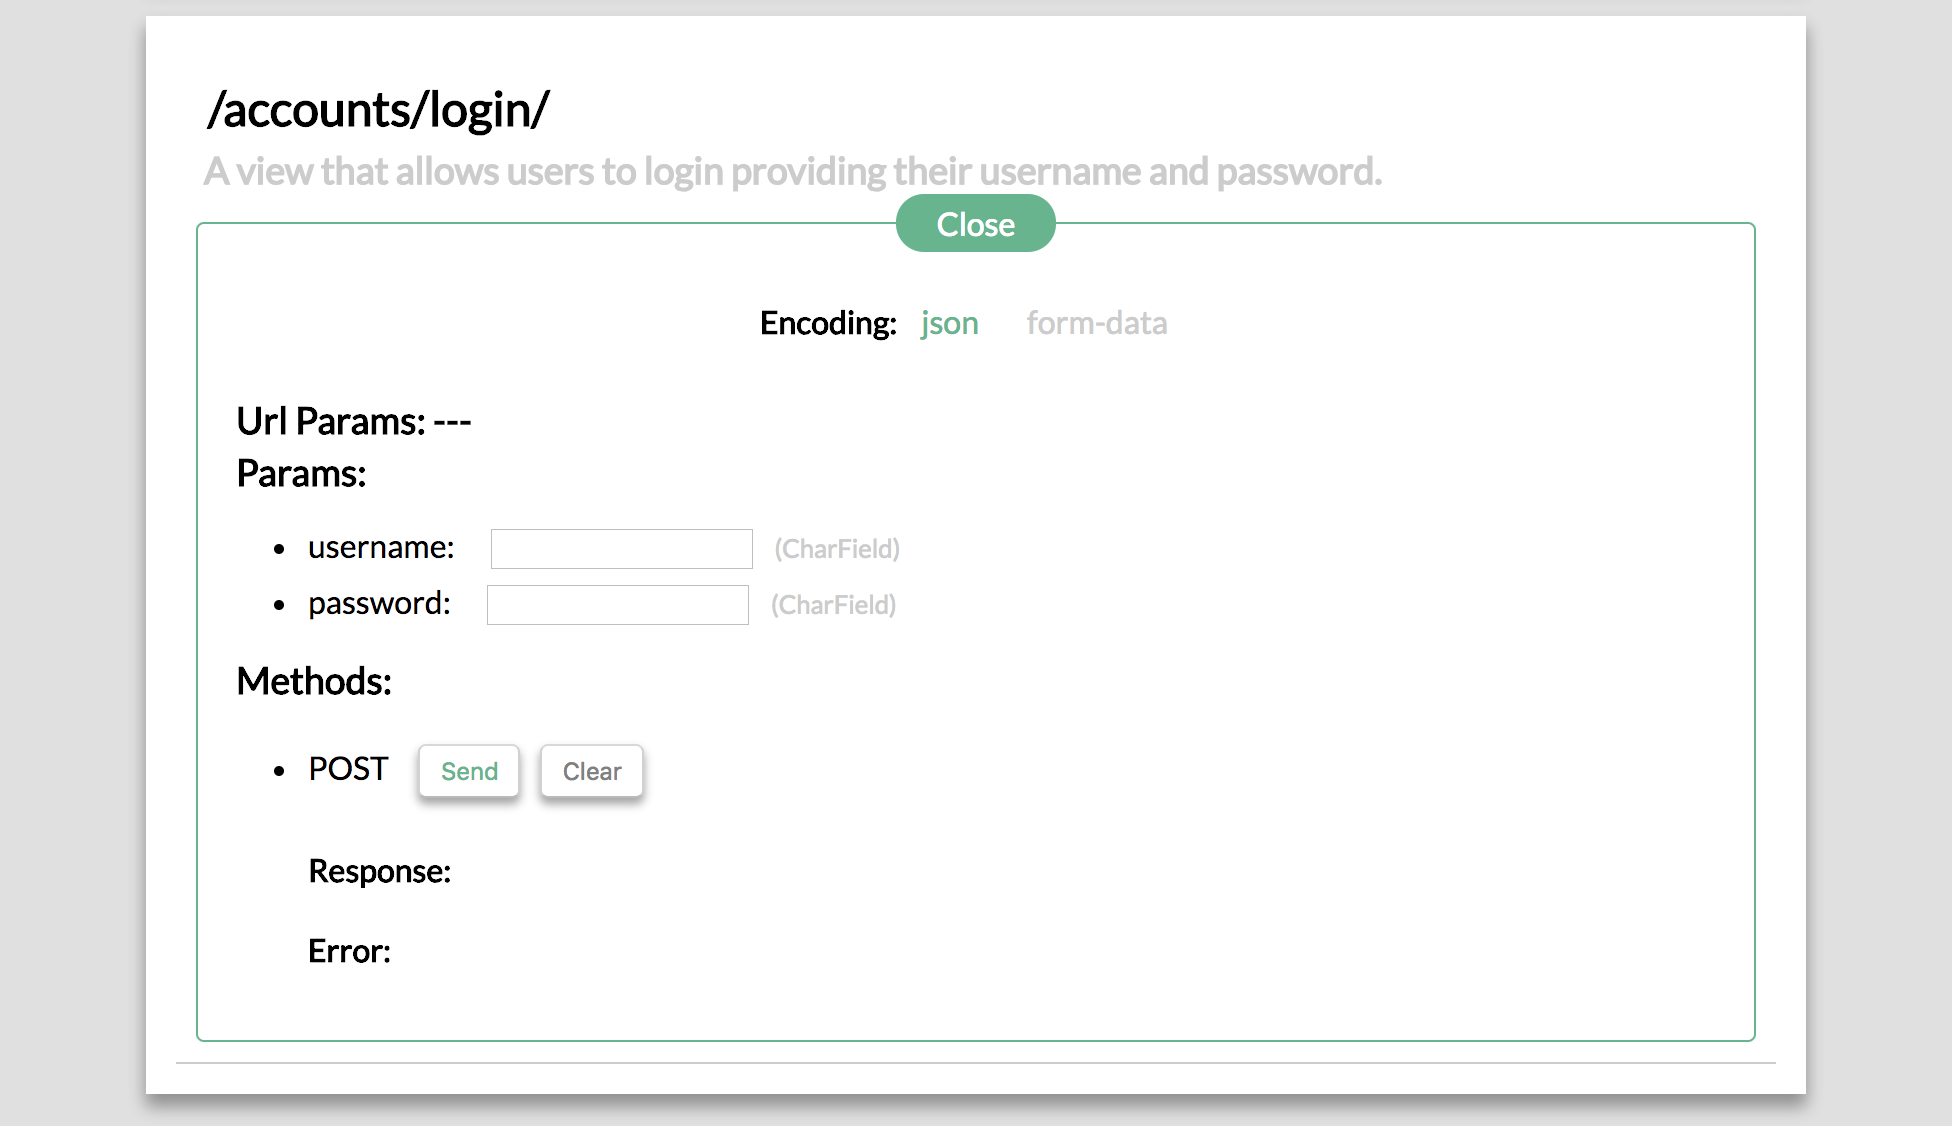 /accounts/login/
A view that allows users to login providing their username and password.
Close
Encoding: json form-data
Url Params: ---
Params:
• username: (CharField)
• password: (CharField)
Methods:
• POST Send Clear
Response:
Error: